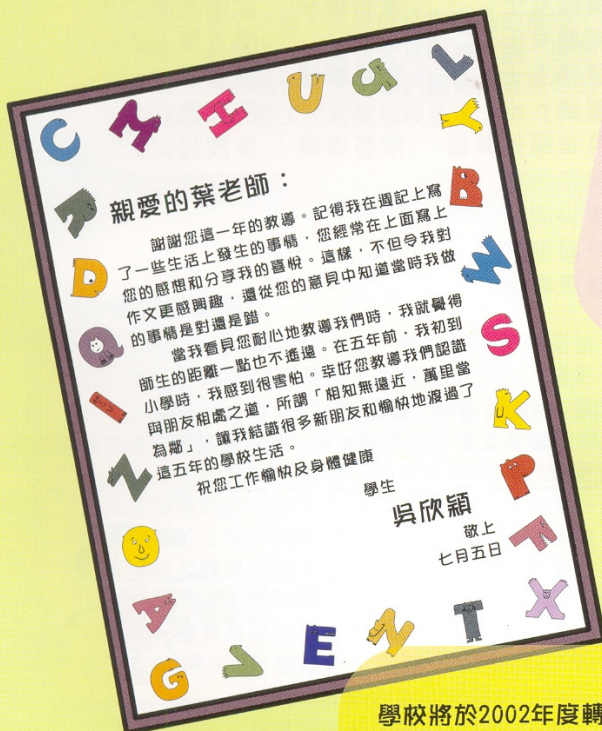 親愛的葉老師：
謝謝您這一年的教導。記得我在週記上寫
了一些生活上發生的事情，您經常在上面寫上
您的感想和分享我的喜悅。這樣，不但令我對
作文更感興趣，還從您的意見中知道當時我做
的事情是對還是錯。
當我看見您耐心地教導我們時，我就覺得
師生的距離一點也不遙遠。在五年前，我初到
小學時，我感到很害怕。幸好您教導我們認識
與朋友相處之道，所謂「相知無遠近，萬里當
為鄰」，讓我結識很多新朋友和愉快地渡過了
這五年的學校生活。
祝您工作愉快及身體健康
學生
吳欣穎
敬上
七月五日
學校將於2002年度轉